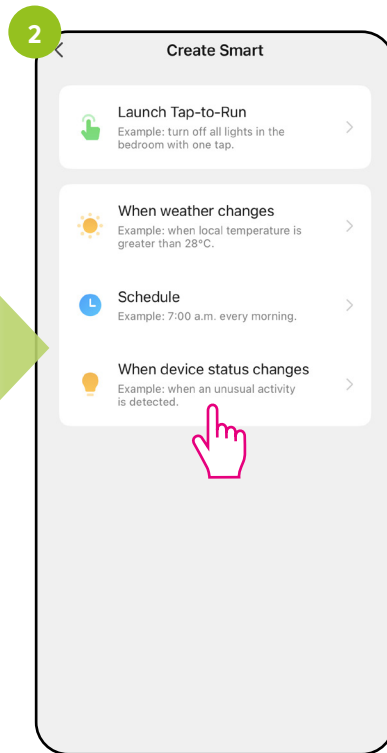 2
Create Smart
Launch Tap-to-Run
Example: turn off all lights in the
bedroom with one tap.
When weather changes
Example: when local temperature is
greater than 28°C.
Schedule
Example: 7:00 a.m. every morning.
When device status changes
Example: when an unusual activity
is detected.